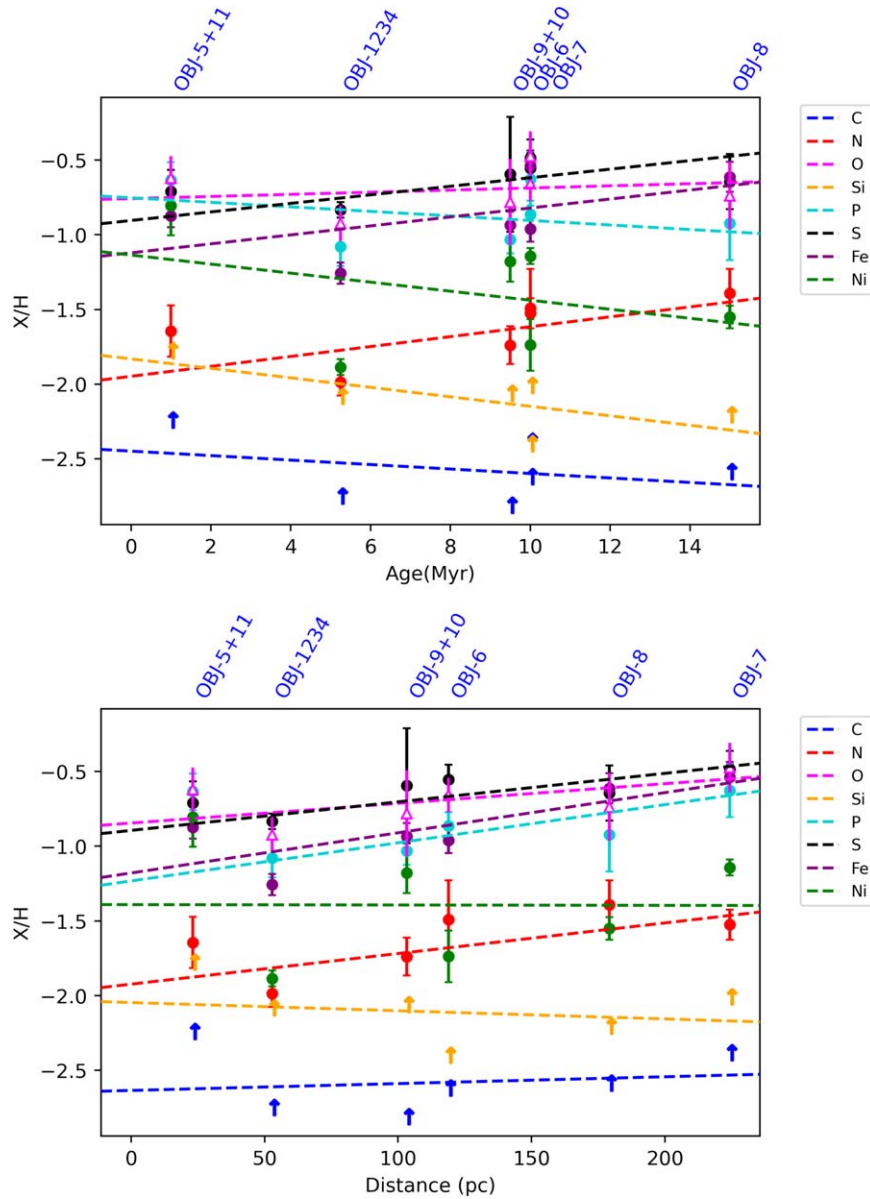 OBJ-5+11
OBJ-1234
OBJ-9+10
OBJ-6
OBJ-7
OBJ-8
−0.5
−1.0
−1.5
−2.0
−2.5
X/H
0 2 4 6 8 10 12 14
Age(Myr)
C
N
O
Si
P
S
Fe
Ni
OBJ-5+11
OBJ-1234
OBJ-9+10
OBJ-6
OBJ-8
OBJ-7
−0.5
−1.0
−1.5
−2.0
−2.5
X/H
0 50 100 150 200
Distance (pc)
C
N
O
Si
P
S
Fe
Ni